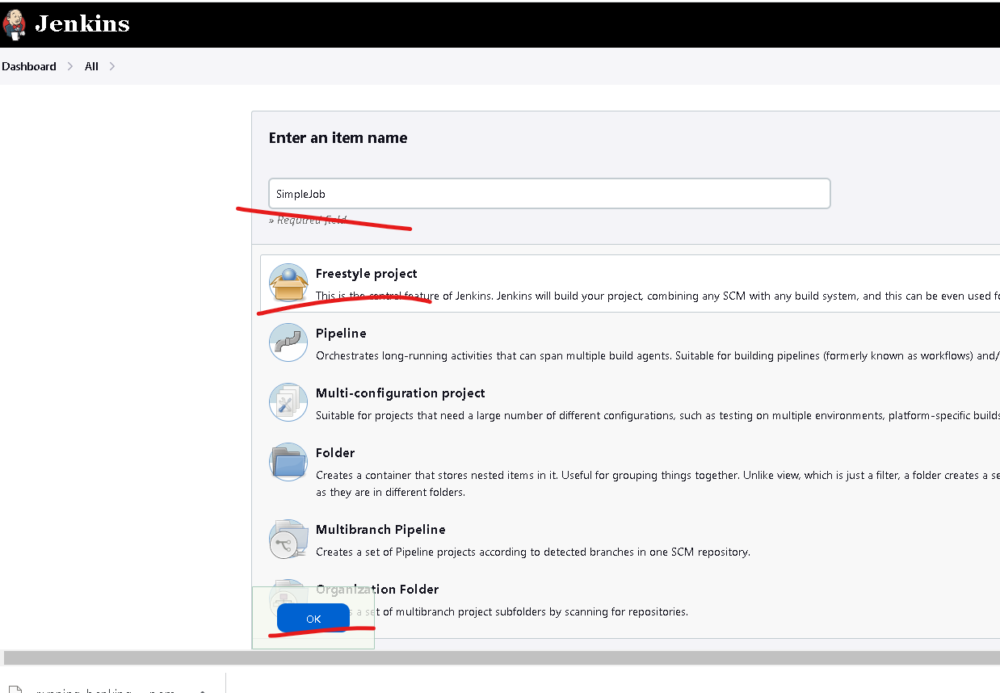 Jenkins
Dashboard
All
Enter an item name
SimpleJob
» Required field
Freestyle project
This is the central feature of Jenkins. Jenkins will build your project, combining any SCM with any build system, and this can be even used
Pipeline
Orchestrates long-running activities that can span multiple build agents. Suitable for building pipelines (formerly known as workflows) and/
Multi-configuration project
Suitable for projects that need a large number of different configurations, such as testing on multiple environments, platform-specific builds
Folder
Creates a container that stores nested items in it. Useful for grouping things together. Unlike view, which is just a filter, a folder creates a
as they are in different folders.
Multibranch Pipeline
Creates a set of Pipeline projects according to detected branches in one SCM repository.
Organization Folder
a set of multibranch project subfolders by scanning for repositories.
OK